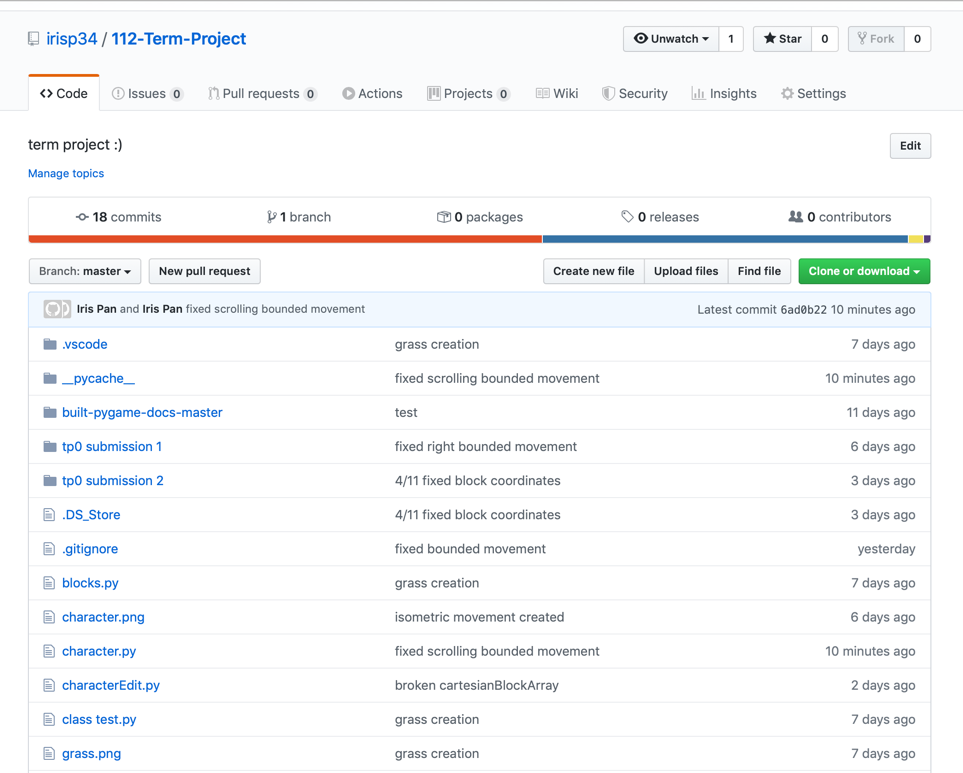 irisp34 / 112-Term-Project Unwatch 1 Star 0 Fork 0
Code Issues 0 Pull requests 0 Actions Projects 0 Wiki Security Insights Settings
term project :) Edit
Manage topics
18 commits 1 branch 0 packages 0 releases 0 contributors
Branch: master New pull request Create new file Upload files Find file Clone or download
Iris Pan and Iris Pan fixed scrolling bounded movement Latest commit 6ad0b22 10 minutes ago
.vscode grass creation 7 days ago
__pycache__ fixed scrolling bounded movement 10 minutes ago
built-pygame-docs-master test 11 days ago
tp0 submission 1 fixed right bounded movement 6 days ago
tp0 submission 2 4/11 fixed block coordinates 3 days ago
.DS_Store 4/11 fixed block coordinates 3 days ago
.gitignore fixed bounded movement yesterday
blocks.py grass creation 7 days ago
character.png isometric movement created 6 days ago
character.py fixed scrolling bounded movement 10 minutes ago
characterEdit.py broken cartesianBlockArray 2 days ago
class test.py grass creation 7 days ago
grass.png grass creation 7 days ago